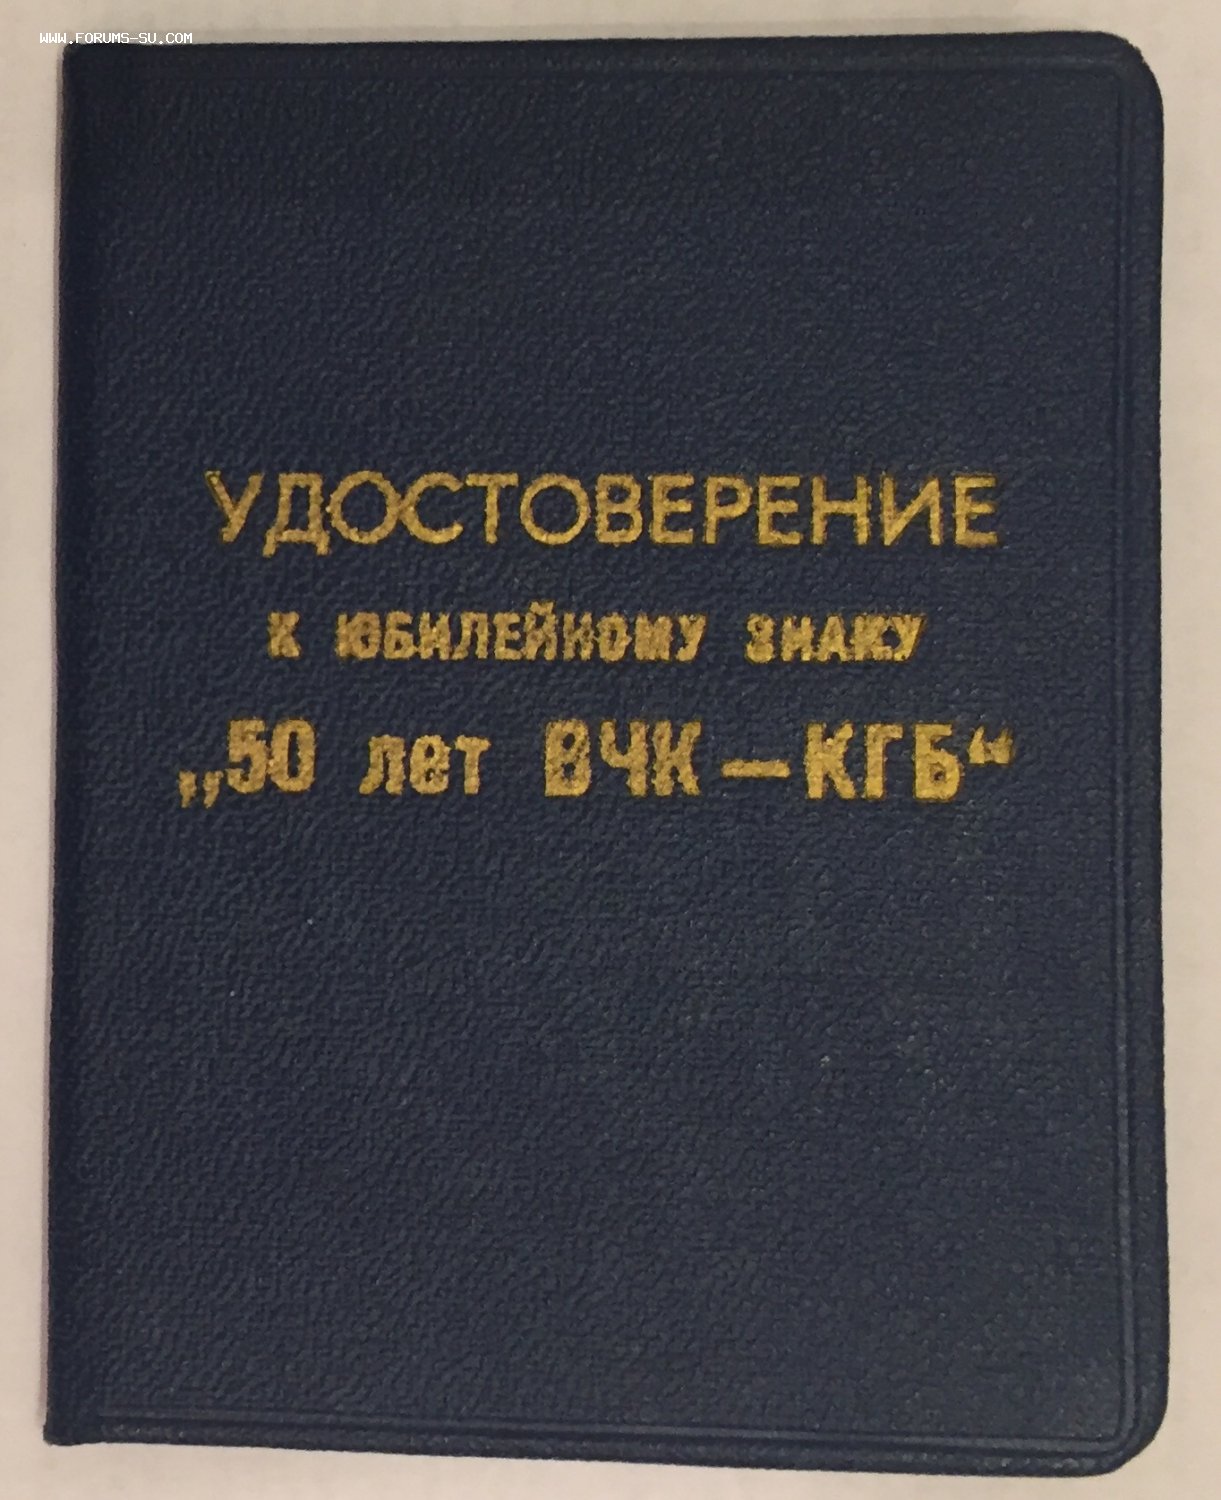 WWW.FORUMS-SU.COM
УДОСТОВЕРЕНИЕ
К ЮБИЛЕЙНОМУ ЗНАКУ
„50 лет ВЧК—КГБ“